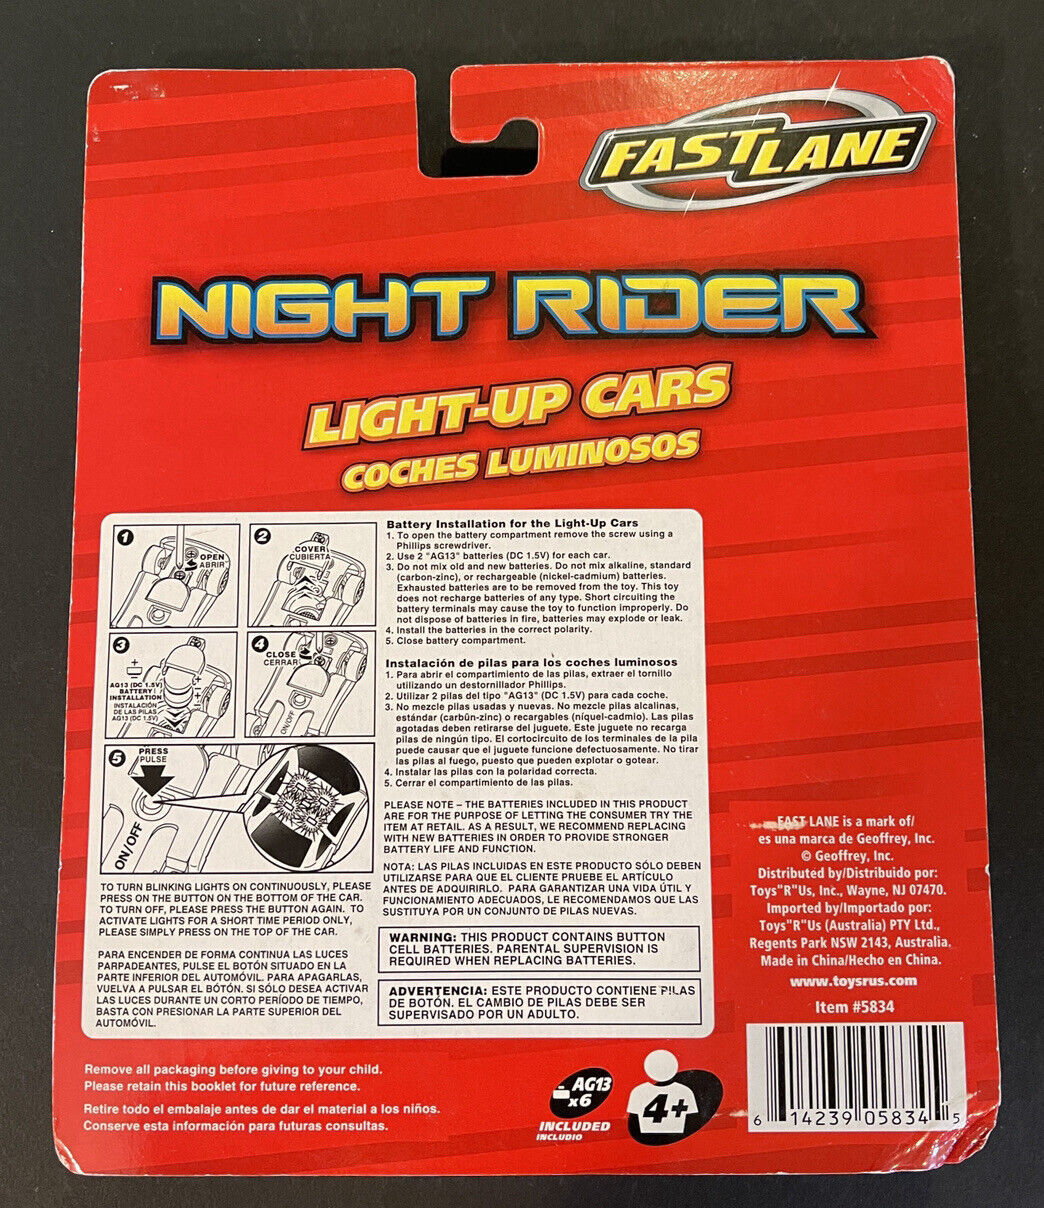 FAST LANE
NIGHT RIDER
LIGHT-UP CARS
COCHES LUMINOSOS
1
OPEN
ABRIR
2
COVER
CUBIERTA
3
AG13 (DC 1.5V)
BATTERY
INSTALLATION
INSTALACIÓN
DE LAS PILAS
AG13 (DC 1.5V)
4
CLOSE
CERRAR
ON/OFF
5
PRESS
PULSE
ON/OFF
TO TURN BLINKING LIGHTS ON CONTINUOUSLY, PLEASE
PRESS ON THE BUTTON ON THE BOTTOM OF THE CAR.
TO TURN OFF, PLEASE PRESS THE BUTTON AGAIN. TO
ACTIVATE LIGHTS FOR A SHORT TIME PERIOD ONLY,
PLEASE SIMPLY PRESS ON THE TOP OF THE CAR.
PARA ENCENDER DE FORMA CONTINUA LAS LUCES
PARPADEANTES, PULSE EL BOTÓN SITUADO EN LA
PARTE INFERIOR DEL AUTOMÓVIL. PARA APAGARLAS,
VUELVA A PULSAR EL BÓTÓN. SI SÓLO DESEA ACTIVAR
LAS LUCES DURANTE UN CORTO PERÍODO DE TIEMPO,
BASTA CON PRESIONAR LA PARTE SUPERIOR DEL
AUTOMÓVIL.
Battery Installation for the Light-Up Cars
1. To open the battery compartment remove the screw using a
Phillips screwdriver.
2. Use 2 "AG13" batteries (DC 1.5V) for each car.
3. Do not mix old and new batteries. Do not mix alkaline, standard
(carbon-zinc), or rechargeable (nickel-cadmium) batteries.
Exhausted batteries are to be removed from the toy. This toy
does not recharge batteries of any type. Short circuiting the
battery terminals may cause the toy to function improperly. Do
not dispose of batteries in fire, batteries may explode or leak.
4. Install the batteries in the correct polarity.
5. Close battery compartment.
Instalación de pilas para los coches luminosos
1. Para abrir el compartimiento de las pilas, extraer el tornillo
utilizando un destornillador Phillips.
2. Utilizar 2 pilas del tipo "AG13" (DC 1.5V) para cada coche.
3. No mezcle pilas usadas y nuevas. No mezcle pilas alcalinas,
estándar (carbûn-zinc) o recargables (níquel-cadmio). Las pilas
agotadas deben retirarse del juguete. Este juguete no recarga
pilas de ningún tipo. El cortocircuito de los terminales de la pila
puede causar que el juguete funcione defectuosamente. No tirar
las pilas al fuego, puesto que pueden explotar o gotear.
4. Instalar las pilas con la polaridad correcta.
5. Cerrar el compartimiento de las pilas.
PLEASE NOTE – THE BATTERIES INCLUDED IN THIS PRODUCT
ARE FOR THE PURPOSE OF LETTING THE CONSUMER TRY THE
ITEM AT RETAIL. AS A RESULT, WE RECOMMEND REPLACING
WITH NEW BATTERIES IN ORDER TO PROVIDE STRONGER
BATTERY LIFE AND FUNCTION.
NOTA: LAS PILAS INCLUIDAS EN ESTE PRODUCTO SÓLO DEBEN
UTILIZARSE PARA QUE EL CLIENTE PRUEBE EL ARTÍCULO
ANTES DE ADQUIRIRLO. PARA GARANTIZAR UNA VIDA ÚTIL Y
FUNCIONAMIENTO ADECUADOS, LE RECOMENDAMOS QUE LAS
SUSTITUYA POR UN CONJUNTO DE PILAS NUEVAS.
WARNING: THIS PRODUCT CONTAINS BUTTON
CELL BATTERIES. PARENTAL SUPERVISION IS
REQUIRED WHEN REPLACING BATTERIES.
ADVERTENCIA: ESTE PRODUCTO CONTIENE PILAS
DE BOTÓN. EL CAMBIO DE PILAS DEBE SER
SUPERVISADO POR UN ADULTO.
FAST LANE is a mark of/
es una marca de Geoffrey, Inc.
© Geoffrey, Inc.
Distributed by/Distribuido por:
Toys"R"Us, Inc., Wayne, NJ 07470.
Imported by/Importado por:
Toys"R"Us (Australia) PTY Ltd.,
Regents Park NSW 2143, Australia.
Made in China/Hecho en China.
www.toysrus.com
Item #5834
Remove all packaging before giving to your child.
Please retain this booklet for future reference.
Retire todo el embalaje antes de dar el material a los niños.
Conserve esta información para futuras consultas.
AG13
x6
INCLUDED
INCLUDIO
4+
6 14239 05834 5